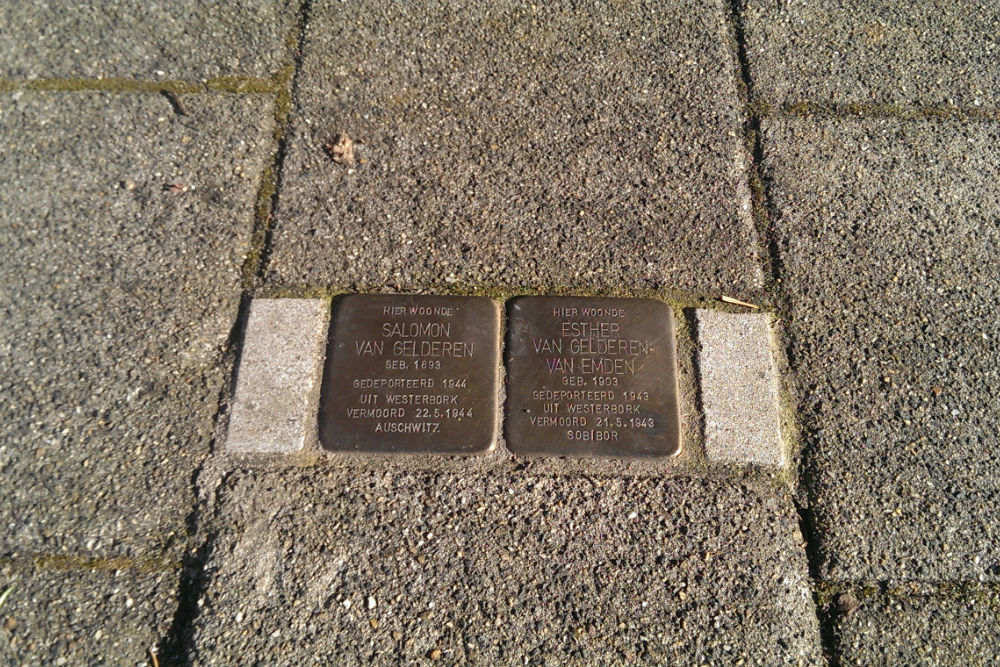 HIER WOONDE
SALOMON
VAN GELDEREN
GEB. 1893
GEDEPORTEERD 1944
UIT WESTERBORK
VERMOORD 22.5.1944
AUSCHWITZ
HIER WOONDE
ESTHER
VAN GELDEREN-
VAN EMDEN
GEB. 1903
GEDEPORTEERD 1943
UIT WESTERBORK
VERMOORD 21.5.1943
SOBIBOR